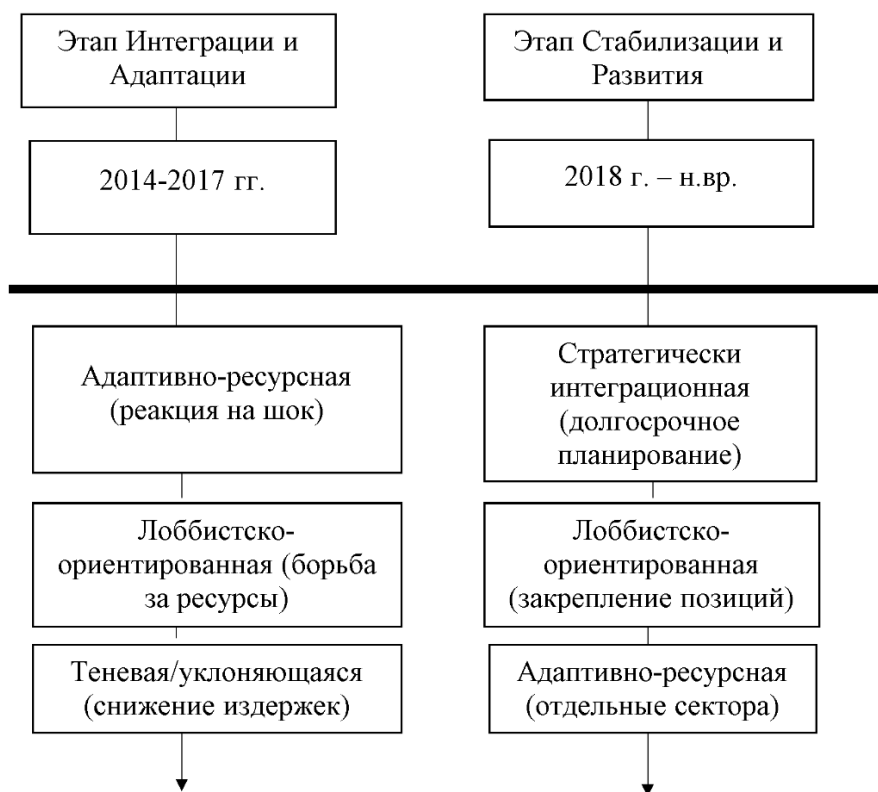 Этап Интеграции и
Адаптации
2014-2017 гг.
Адаптивно-ресурсная
(реакция на шок)
Лоббистско-
ориентированная (борьба
за ресурсы)
Теневая/уклоняющаяся
(снижение издержек)
Этап Стабилизации и
Развития
2018 г. – н.вр.
Стратегически
интеграционная
(долгосрочное
планирование)
Лоббистско-
ориентированная
(закрепление позиций)
Адаптивно-ресурсная
(отдельные сектора)